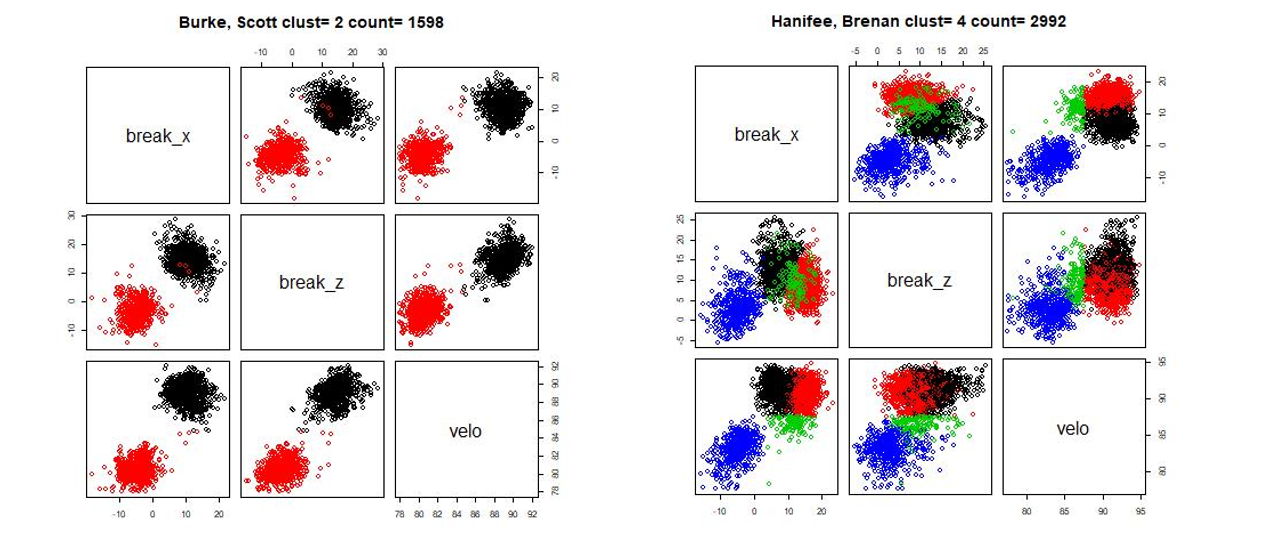 Burke, Scott clust= 2 count= 1598
-10 0 10 20 30
break_x
20
10
0
-10
30
20
10
0
-10
break_z
velo
92
90
88
86
84
82
80
78
-10 0 10 20
78 80 82 84 86 88 90 92
Hanifee, Brenan clust= 4 count= 2992
-5 0 5 10 15 20 25
break_x
20
10
0
-10
25
20
15
10
5
0
-5
break_z
velo
95
90
85
80
-10 0 10 20
80 85 90 95